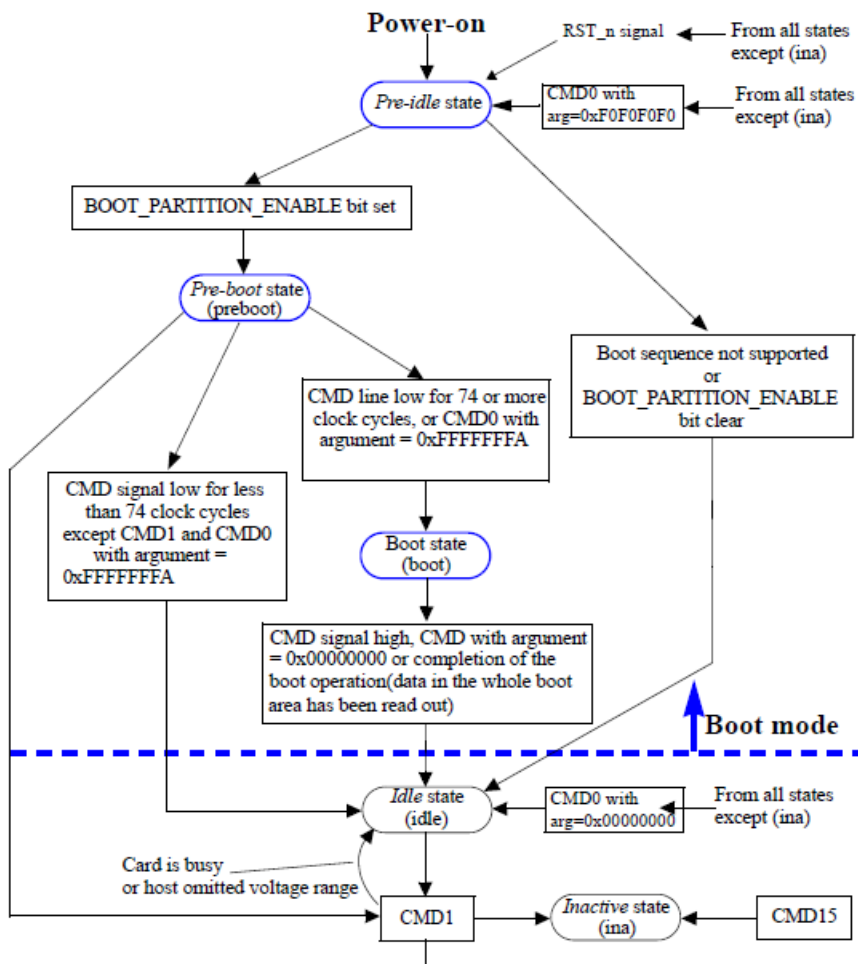 Power-on
RST_n signal
From all states
except (ina)
Pre-idle state
CMD0 with
arg=0xF0F0F0F0
From all states
except (ina)
BOOT_PARTITION_ENABLE bit set
Pre-boot state
(preboot)
Boot sequence not supported
or
BOOT_PARTITION_ENABLE
bit clear
CMD line low for 74 or more
clock cycles, or CMD0 with
argument = 0xFFFFFFFA
CMD signal low for less
than 74 clock cycles
except CMD1 and CMD0
with argument =
0xFFFFFFFA
Boot state
(boot)
CMD signal high, CMD with argument
= 0x00000000 or completion of the
boot operation(data in the whole boot
area has been read out)
Boot mode
Idle state
(idle)
CMD0 with
arg=0x00000000
From all states
except (ina)
Card is busy
or host omitted voltage range
CMD1
Inactive state
(ina)
CMD15